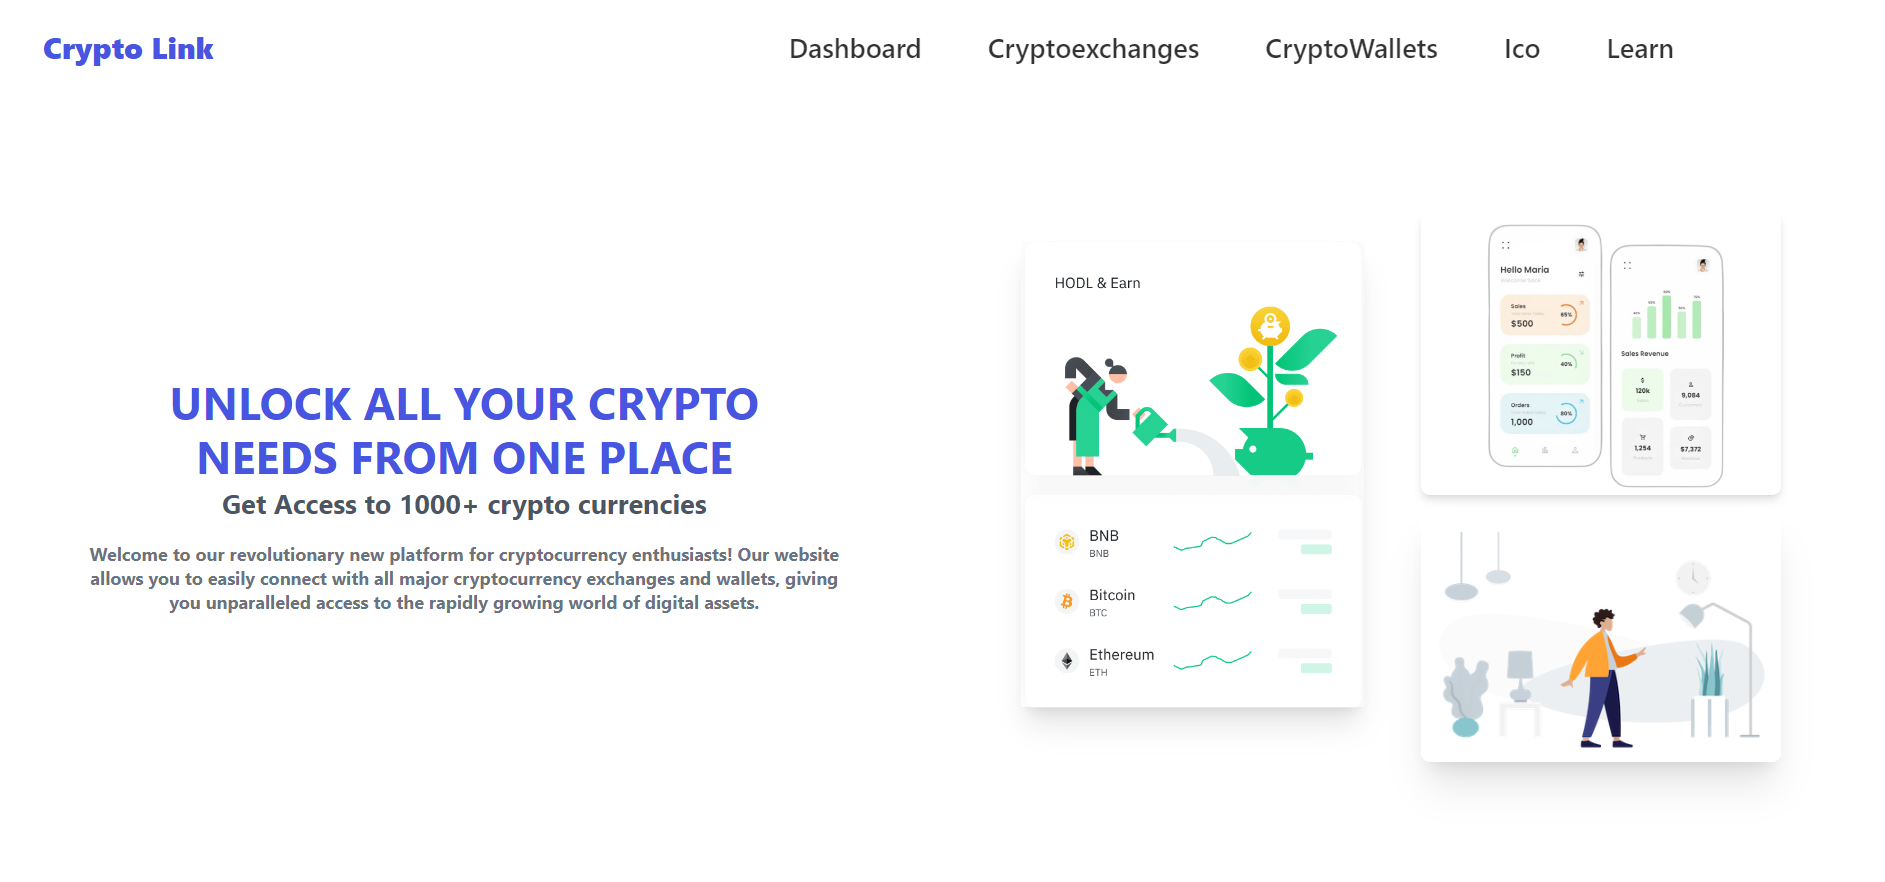 Crypto Link
Dashboard Cryptoexchanges CryptoWallets Ico Learn
UNLOCK ALL YOUR CRYPTO
NEEDS FROM ONE PLACE
Get Access to 1000+ crypto currencies
Welcome to our revolutionary new platform for cryptocurrency enthusiasts! Our website
allows you to easily connect with all major cryptocurrency exchanges and wallets, giving
you unparalleled access to the rapidly growing world of digital assets.
HODL & Earn
BNB
BNB
Bitcoin
BTC
Ethereum
ETH
Hello Maria
Sales
$500
65%
Profit
$150
40%
Orders
1,000
80%
Sales Revenue
$
120k
9,084
1,254
$7,372